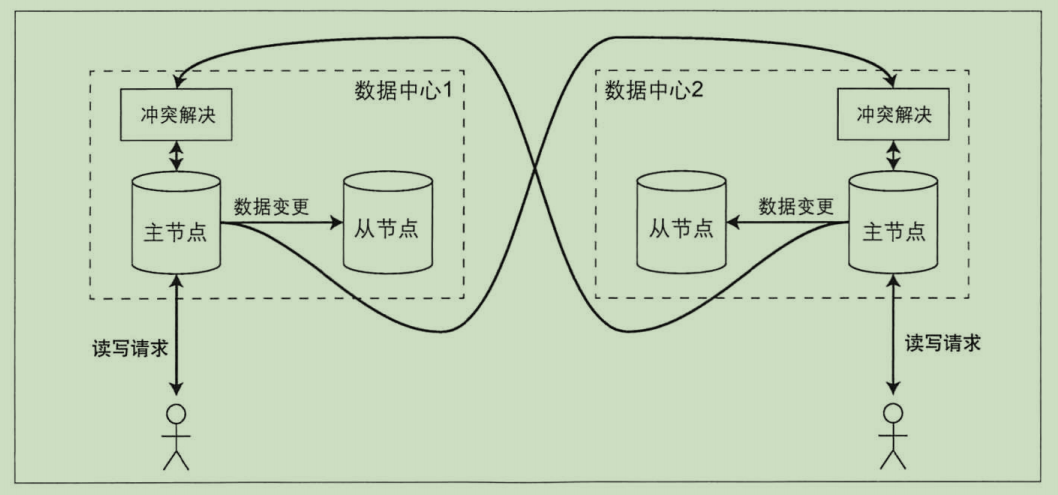 数据中心1
冲突解决
主节点
数据变更
从节点
读写请求
数据中心2
冲突解决
从节点
数据变更
主节点
读写请求